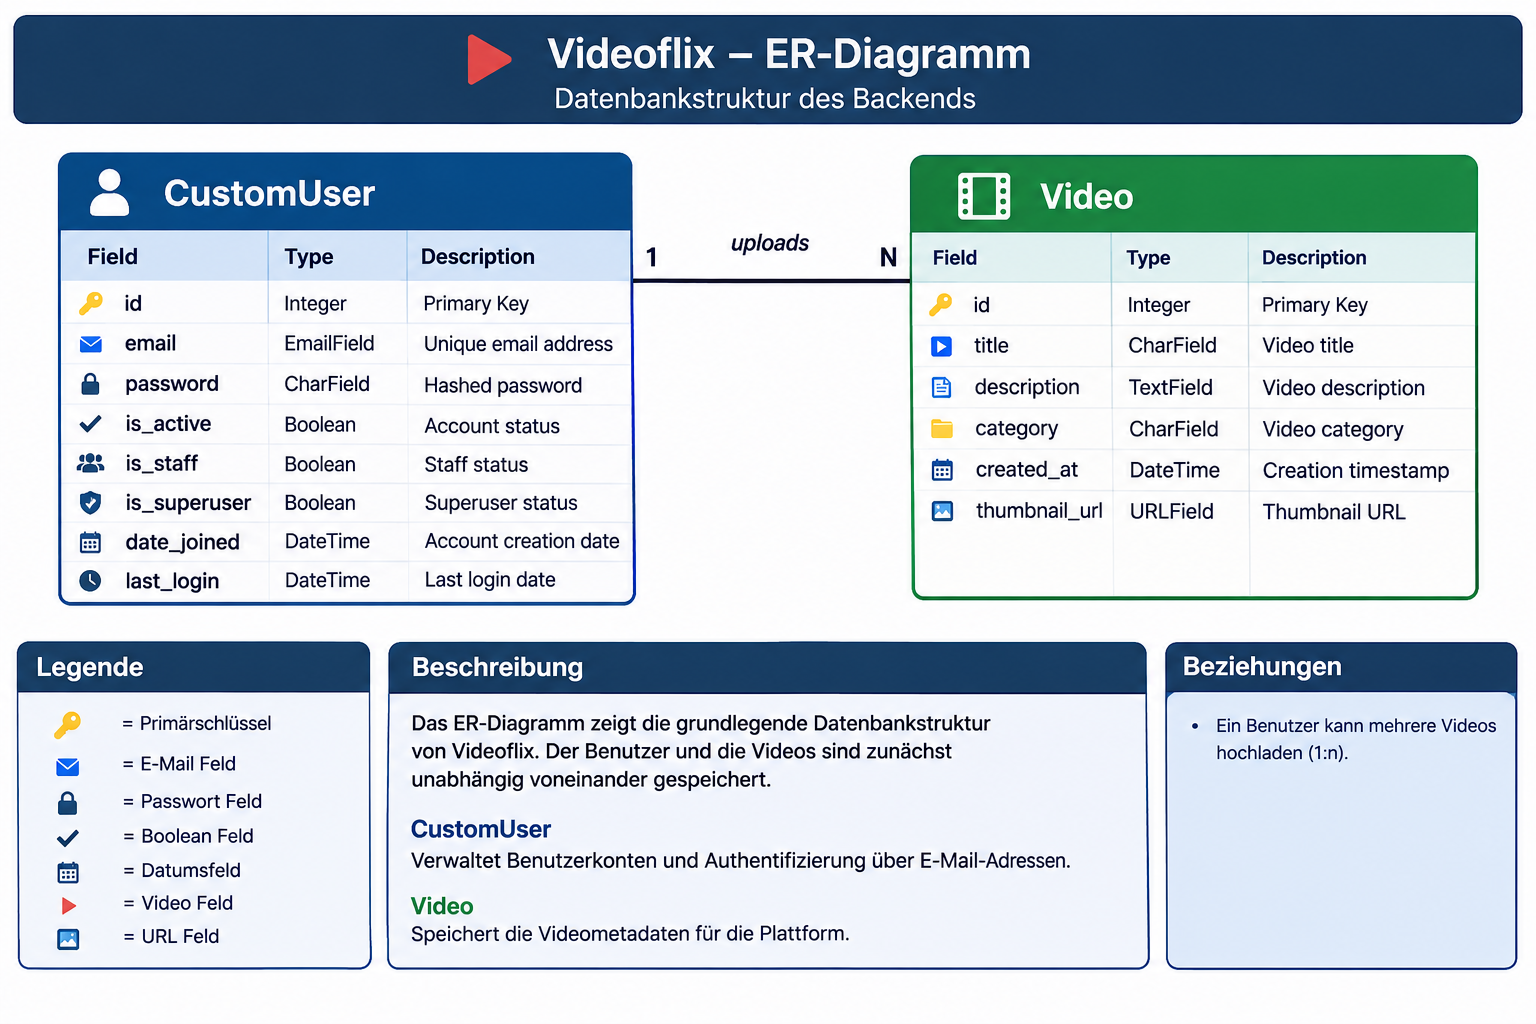 Videoflix – ER-Diagramm
Datenbankstruktur des Backends
CustomUser
Field Type Description
id Integer Primary Key
email EmailField Unique email address
password CharField Hashed password
is_active Boolean Account status
is_staff Boolean Staff status
is_superuser Boolean Superuser status
date_joined DateTime Account creation date
last_login DateTime Last login date
1 uploads N
Video
Field Type Description
id Integer Primary Key
title CharField Video title
description TextField Video description
category CharField Video category
created_at DateTime Creation timestamp
thumbnail_url URLField Thumbnail URL
Legende
= Primärschlüssel
= E-Mail Feld
= Passwort Feld
= Boolean Feld
= Datumsfeld
= Video Feld
= URL Feld
Beschreibung
Das ER-Diagramm zeigt die grundlegende Datenbankstruktur
von Videoflix. Der Benutzer und die Videos sind zunächst
unabhängig voneinander gespeichert.
CustomUser
Verwaltet Benutzerkonten und Authentifizierung über E-Mail-Adressen.
Video
Speichert die Videometadaten für die Plattform.
Beziehungen
• Ein Benutzer kann mehrere Videos
hochladen (1:n).